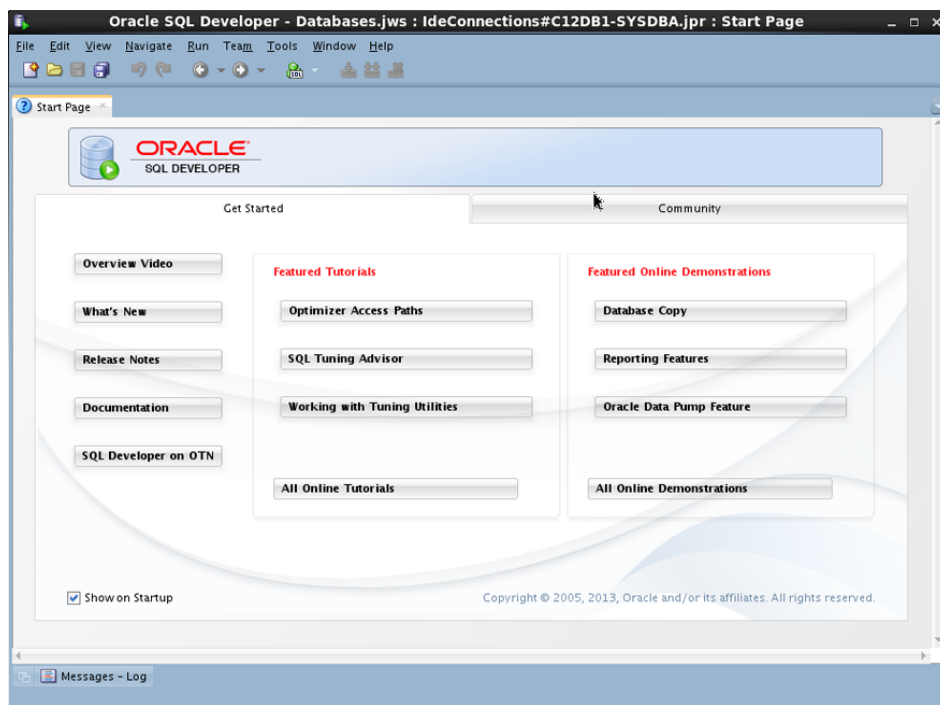 Oracle SQL Developer - Databases.jws : IdeConnections#C12DB1-SYSDBA.jpr : Start Page
File Edit View Navigate Run Team Tools Window Help
SQL
Start Page
ORACLE
SQL DEVELOPER
Get Started
Community
Overview Video
What's New
Release Notes
Documentation
SQL Developer on OTN
Featured Tutorials
Optimizer Access Paths
SQL Tuning Advisor
Working with Tuning Utilities
All Online Tutorials
Featured Online Demonstrations
Database Copy
Reporting Features
Oracle Data Pump Feature
All Online Demonstrations
Show on Startup
Copyright © 2005, 2013, Oracle and/or its affiliates. All rights reserved.
Messages - Log